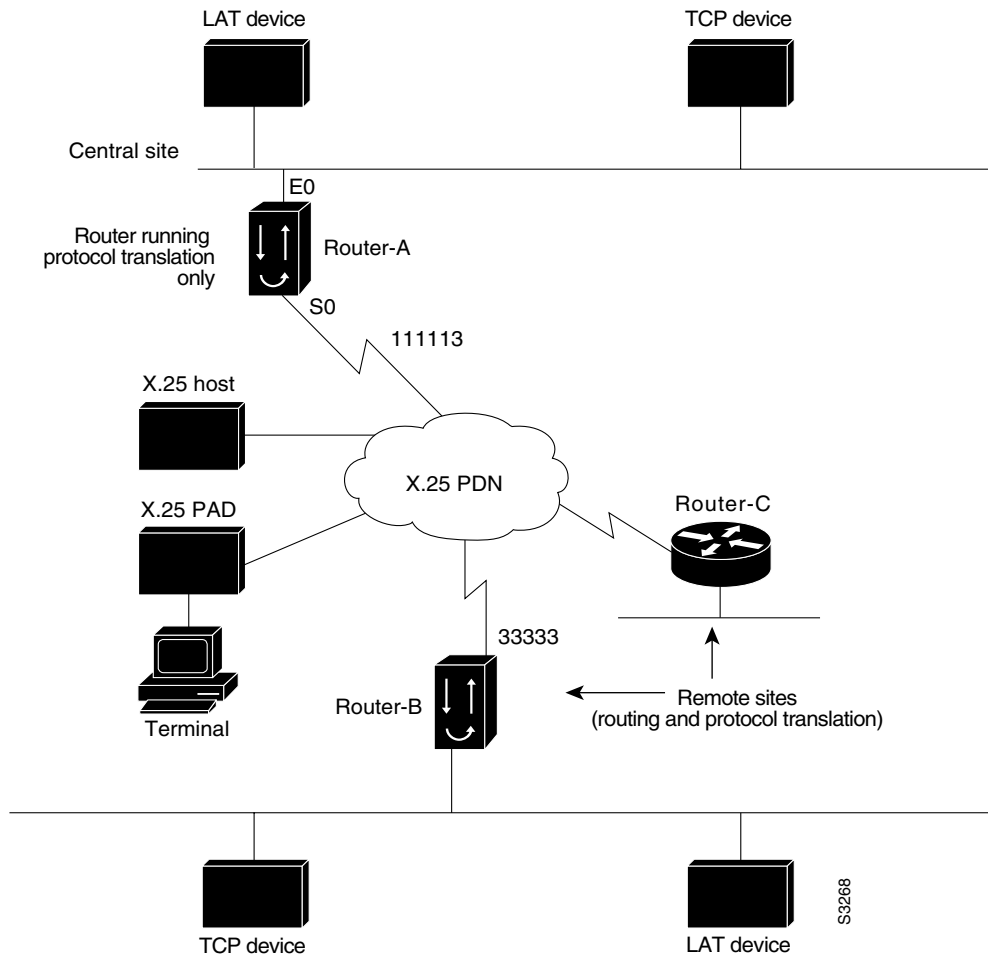 LAT device
TCP device
Central site
E0
Router running
protocol translation
only
Router-A
S0
111113
X.25 host
X.25 PDN
Router-C
X.25 PAD
33333
Router-B
Remote sites
(routing and protocol translation)
Terminal
TCP device
LAT device
S3268